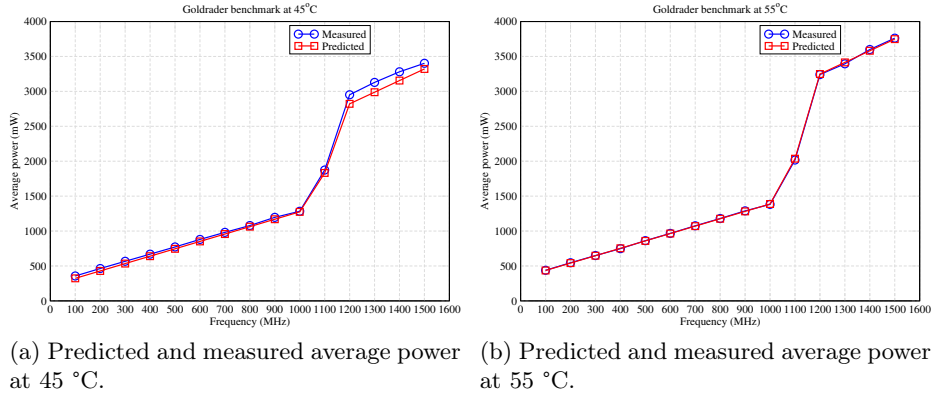 Goldrader benchmark at 45°C
Measured
Predicted
Average power (mW)
4000
3500
3000
2500
2000
1500
1000
500
0
0 100 200 300 400 500 600 700 800 900 1000 1100 1200 1300 1400 1500 1600
Frequency (MHz)
(a) Predicted and measured average power
at 45 °C.
Goldrader benchmark at 55°C
Measured
Predicted
Average power (mW)
4000
3500
3000
2500
2000
1500
1000
500
0
0 100 200 300 400 500 600 700 800 900 1000 1100 1200 1300 1400 1500 1600
Frequency (MHz)
(b) Predicted and measured average power
at 55 °C.